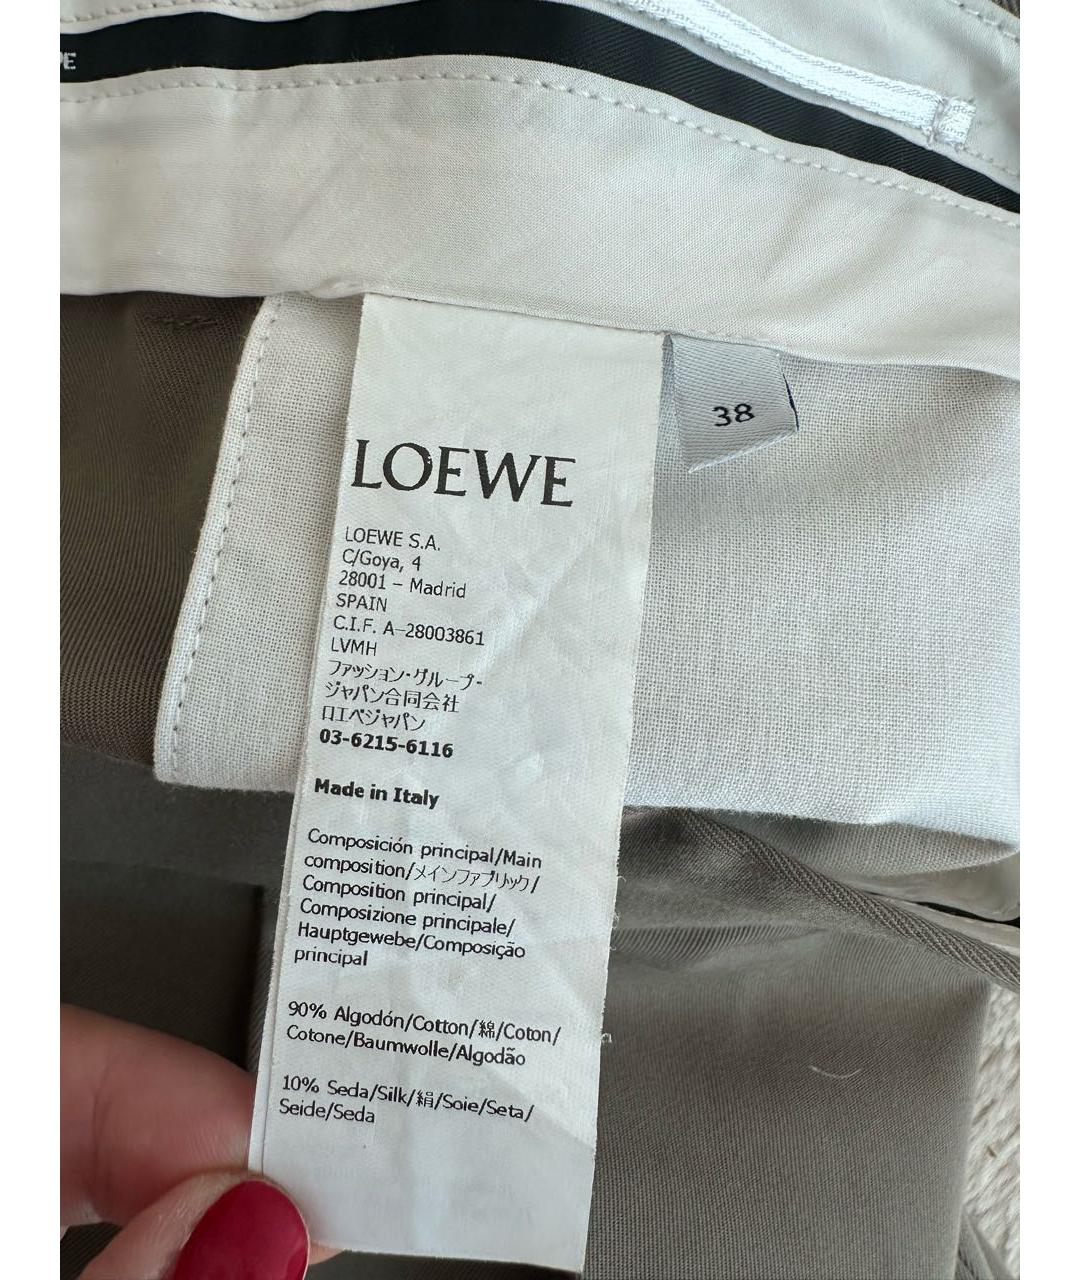 38
LOEWE
LOEWE S.A.
C/Goya, 4
28001 – Madrid
SPAIN
C.I.F. A-28003861
LVMH
ファッション・グループ・
ジャパン合同会社
ロエベジャパン
03-6215-6116
Made in Italy
Composición principal/Main
composition/メインファブリック/
Composition principal/
Composizione principale/
Hauptgewebe/Composição
principal
90% Algodón/Cotton/綿/Coton/
Cotone/Baumwolle/Algodão
10% Seda/Silk/絹/Soie/Seta/
Seide/Seda